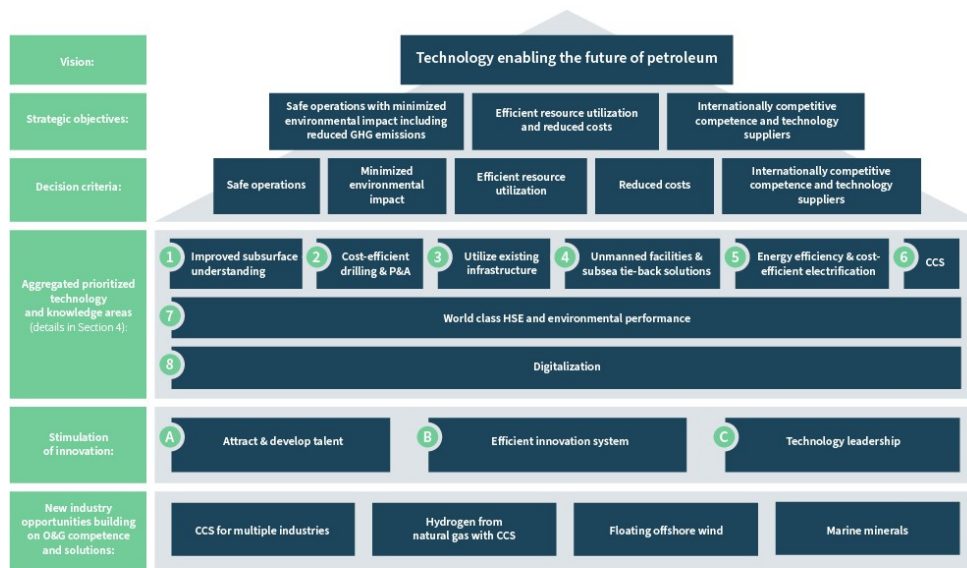 Vision:
Technology enabling the future of petroleum
Strategic objectives:
Safe operations with minimized
environmental impact including
reduced GHG emissions
Efficient resource utilization
and reduced costs
Internationally competitive
competence and technology
suppliers
Decision criteria:
Safe operations
Minimized
environmental
impact
Efficient resource
utilization
Reduced costs
Internationally competitive
competence and technology
suppliers
Aggregated prioritized
technology
and knowledge areas
(details in Section 4):
1
Improved subsurface
understanding
2
Cost-efficient
drilling & P&A
3
Utilize existing
infrastructure
4
Unmanned facilities &
subsea tie-back solutions
5
Energy efficiency & cost-
efficient electrification
6
CCS
7
World class HSE and environmental performance
8
Digitalization
Stimulation
of innovation:
A
Attract & develop talent
B
Efficient innovation system
C
Technology leadership
New industry
opportunities building
on O&G competence
and solutions:
CCS for multiple industries
Hydrogen from
natural gas with CCS
Floating offshore wind
Marine minerals